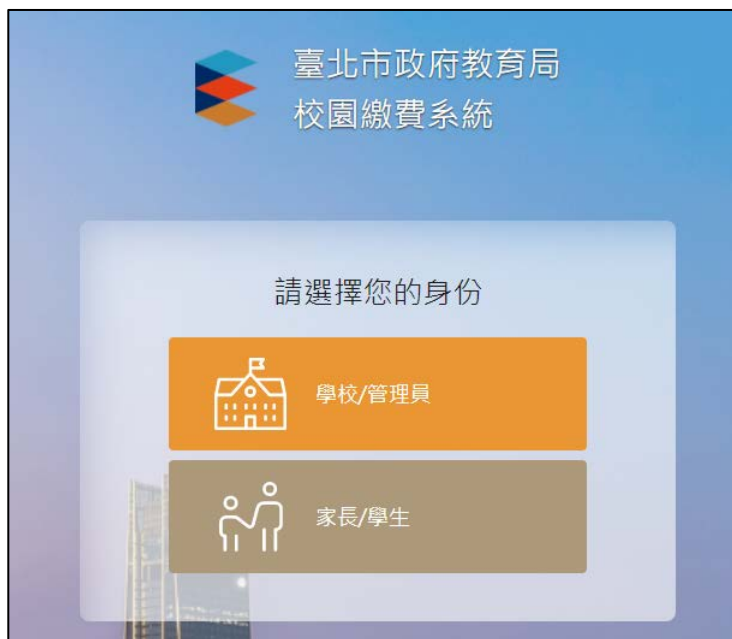 臺北市政府教育局
校園繳費系統
請選擇您的身份
學校/管理員
家長/學生